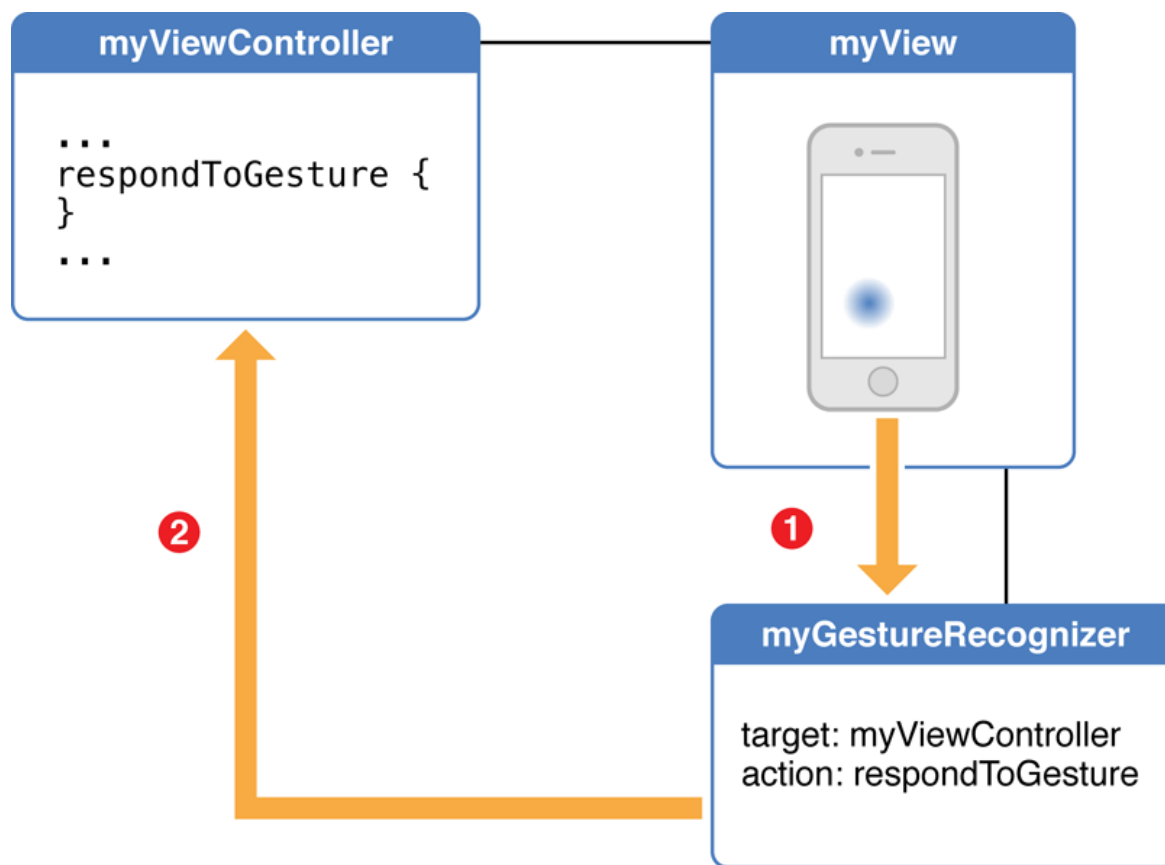 myViewController
...
respondToGesture {
}
...
myView
2
1
myGestureRecognizer
target: myViewController
action: respondToGesture